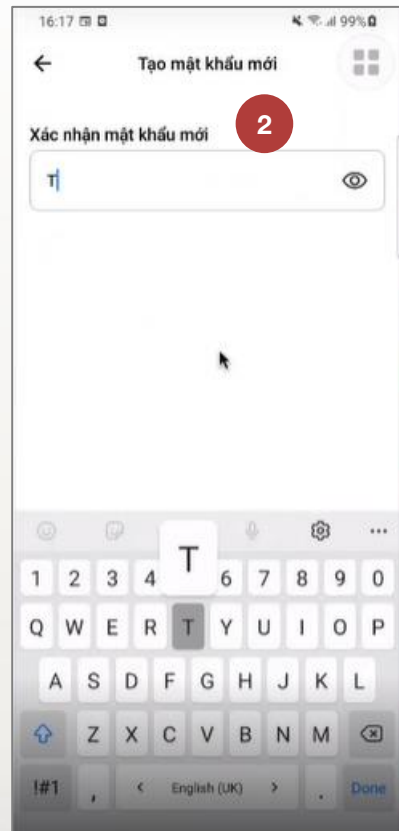 16:17 99%
Tạo mật khẩu mới
Xác nhận mật khẩu mới
2
T
T
1 2 3 4 6 7 8 9 0
Q W E R T Y U I O P
A S D F G H J K L
Z X C V B N M
!#1 , < English (UK) > . Done